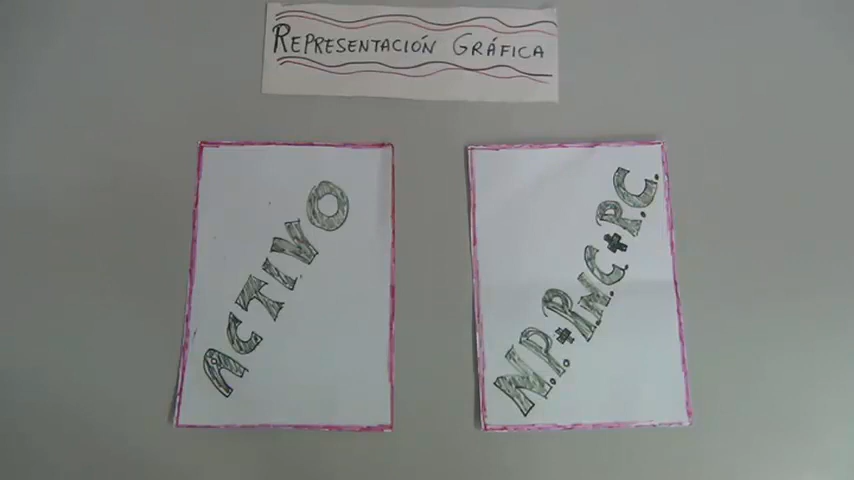 REPRESENTACIÓN GRÁFICA
ACTIVO
N.P.+P.N.C.+P.C.